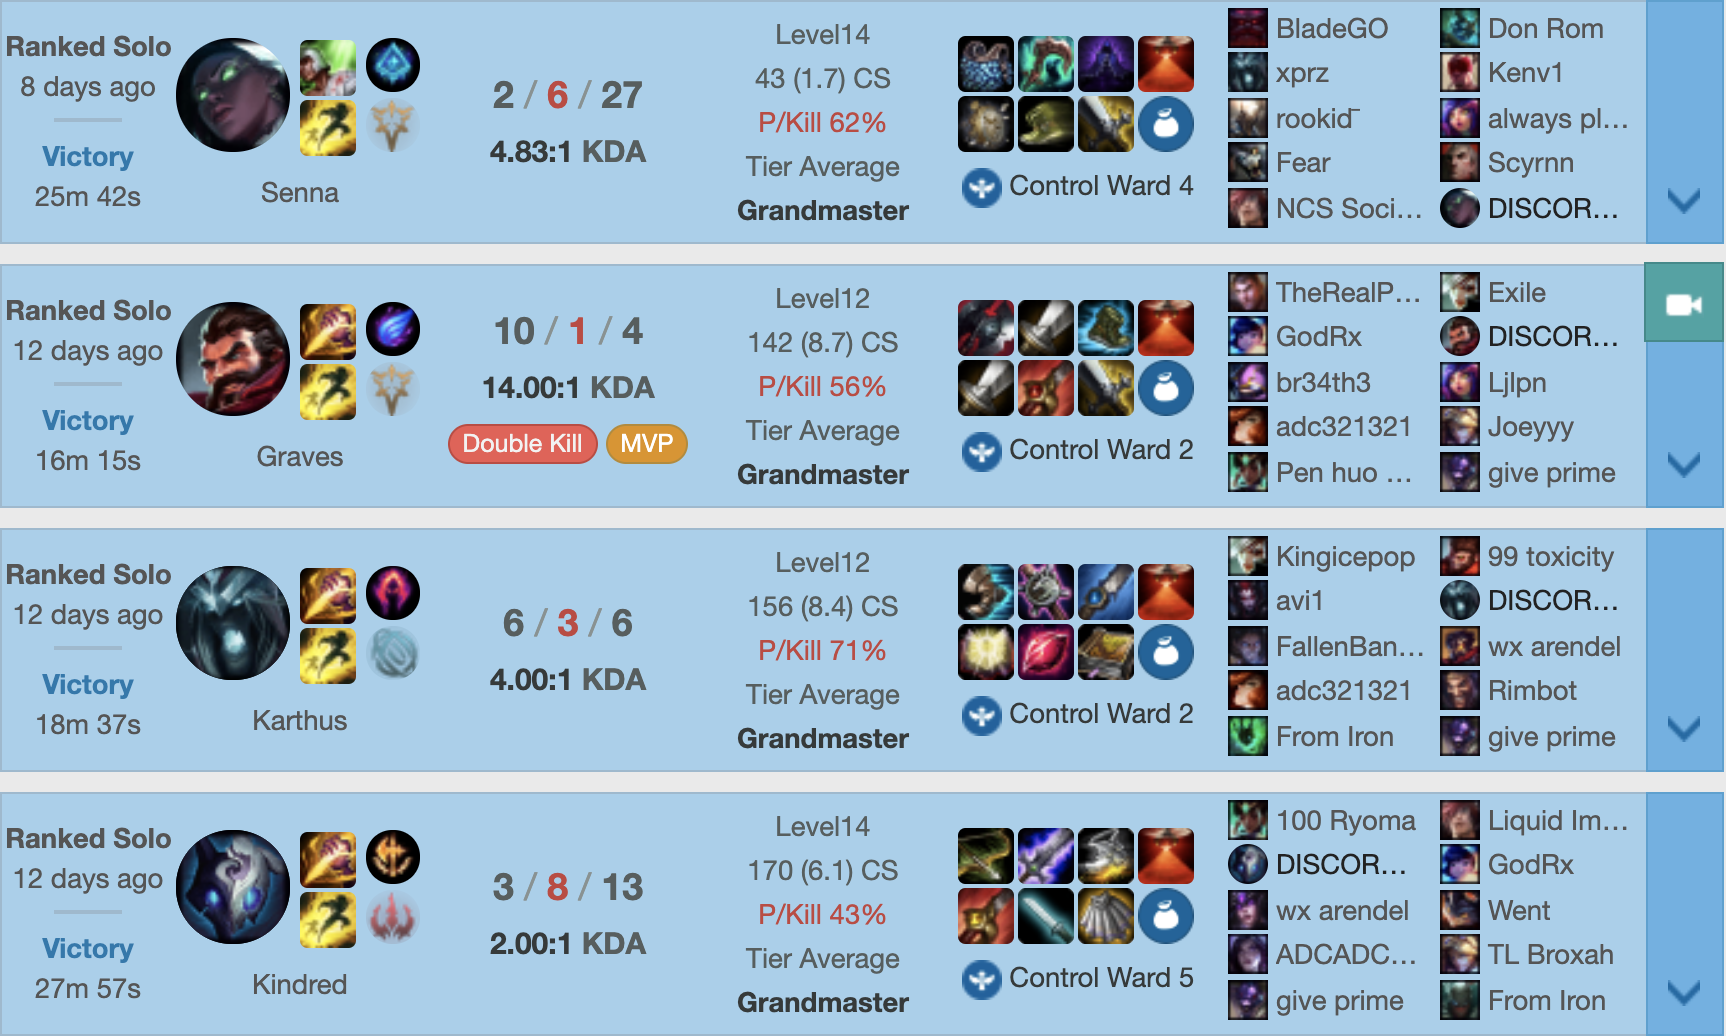 Ranked Solo
8 days ago
Victory
25m 42s
Senna
2 / 6 / 27
4.83:1 KDA
Level14
43 (1.7) CS
P/Kill 62%
Tier Average
Grandmaster
Control Ward 4
BladeGO
xprz
rookid‾
Fear
NCS Soci...
Don Rom
Kenv1
always pl...
Scyrnn
DISCOR...
Ranked Solo
12 days ago
Victory
16m 15s
Graves
10 / 1 / 4
14.00:1 KDA
Double Kill MVP
Level12
142 (8.7) CS
P/Kill 56%
Tier Average
Grandmaster
Control Ward 2
TheRealP...
GodRx
br34th3
adc321321
Pen huo ...
Exile
DISCOR...
Ljlpn
Joeyyy
give prime
Ranked Solo
12 days ago
Victory
18m 37s
Karthus
6 / 3 / 6
4.00:1 KDA
Level12
156 (8.4) CS
P/Kill 71%
Tier Average
Grandmaster
Control Ward 2
Kingicepop
avi1
FallenBan...
adc321321
From Iron
99 toxicity
DISCOR...
wx arendel
Rimbot
give prime
Ranked Solo
12 days ago
Victory
27m 57s
Kindred
3 / 8 / 13
2.00:1 KDA
Level14
170 (6.1) CS
P/Kill 43%
Tier Average
Grandmaster
Control Ward 5
100 Ryoma
DISCOR...
wx arendel
ADCADC...
give prime
Liquid Im...
GodRx
Went
TL Broxah
From Iron